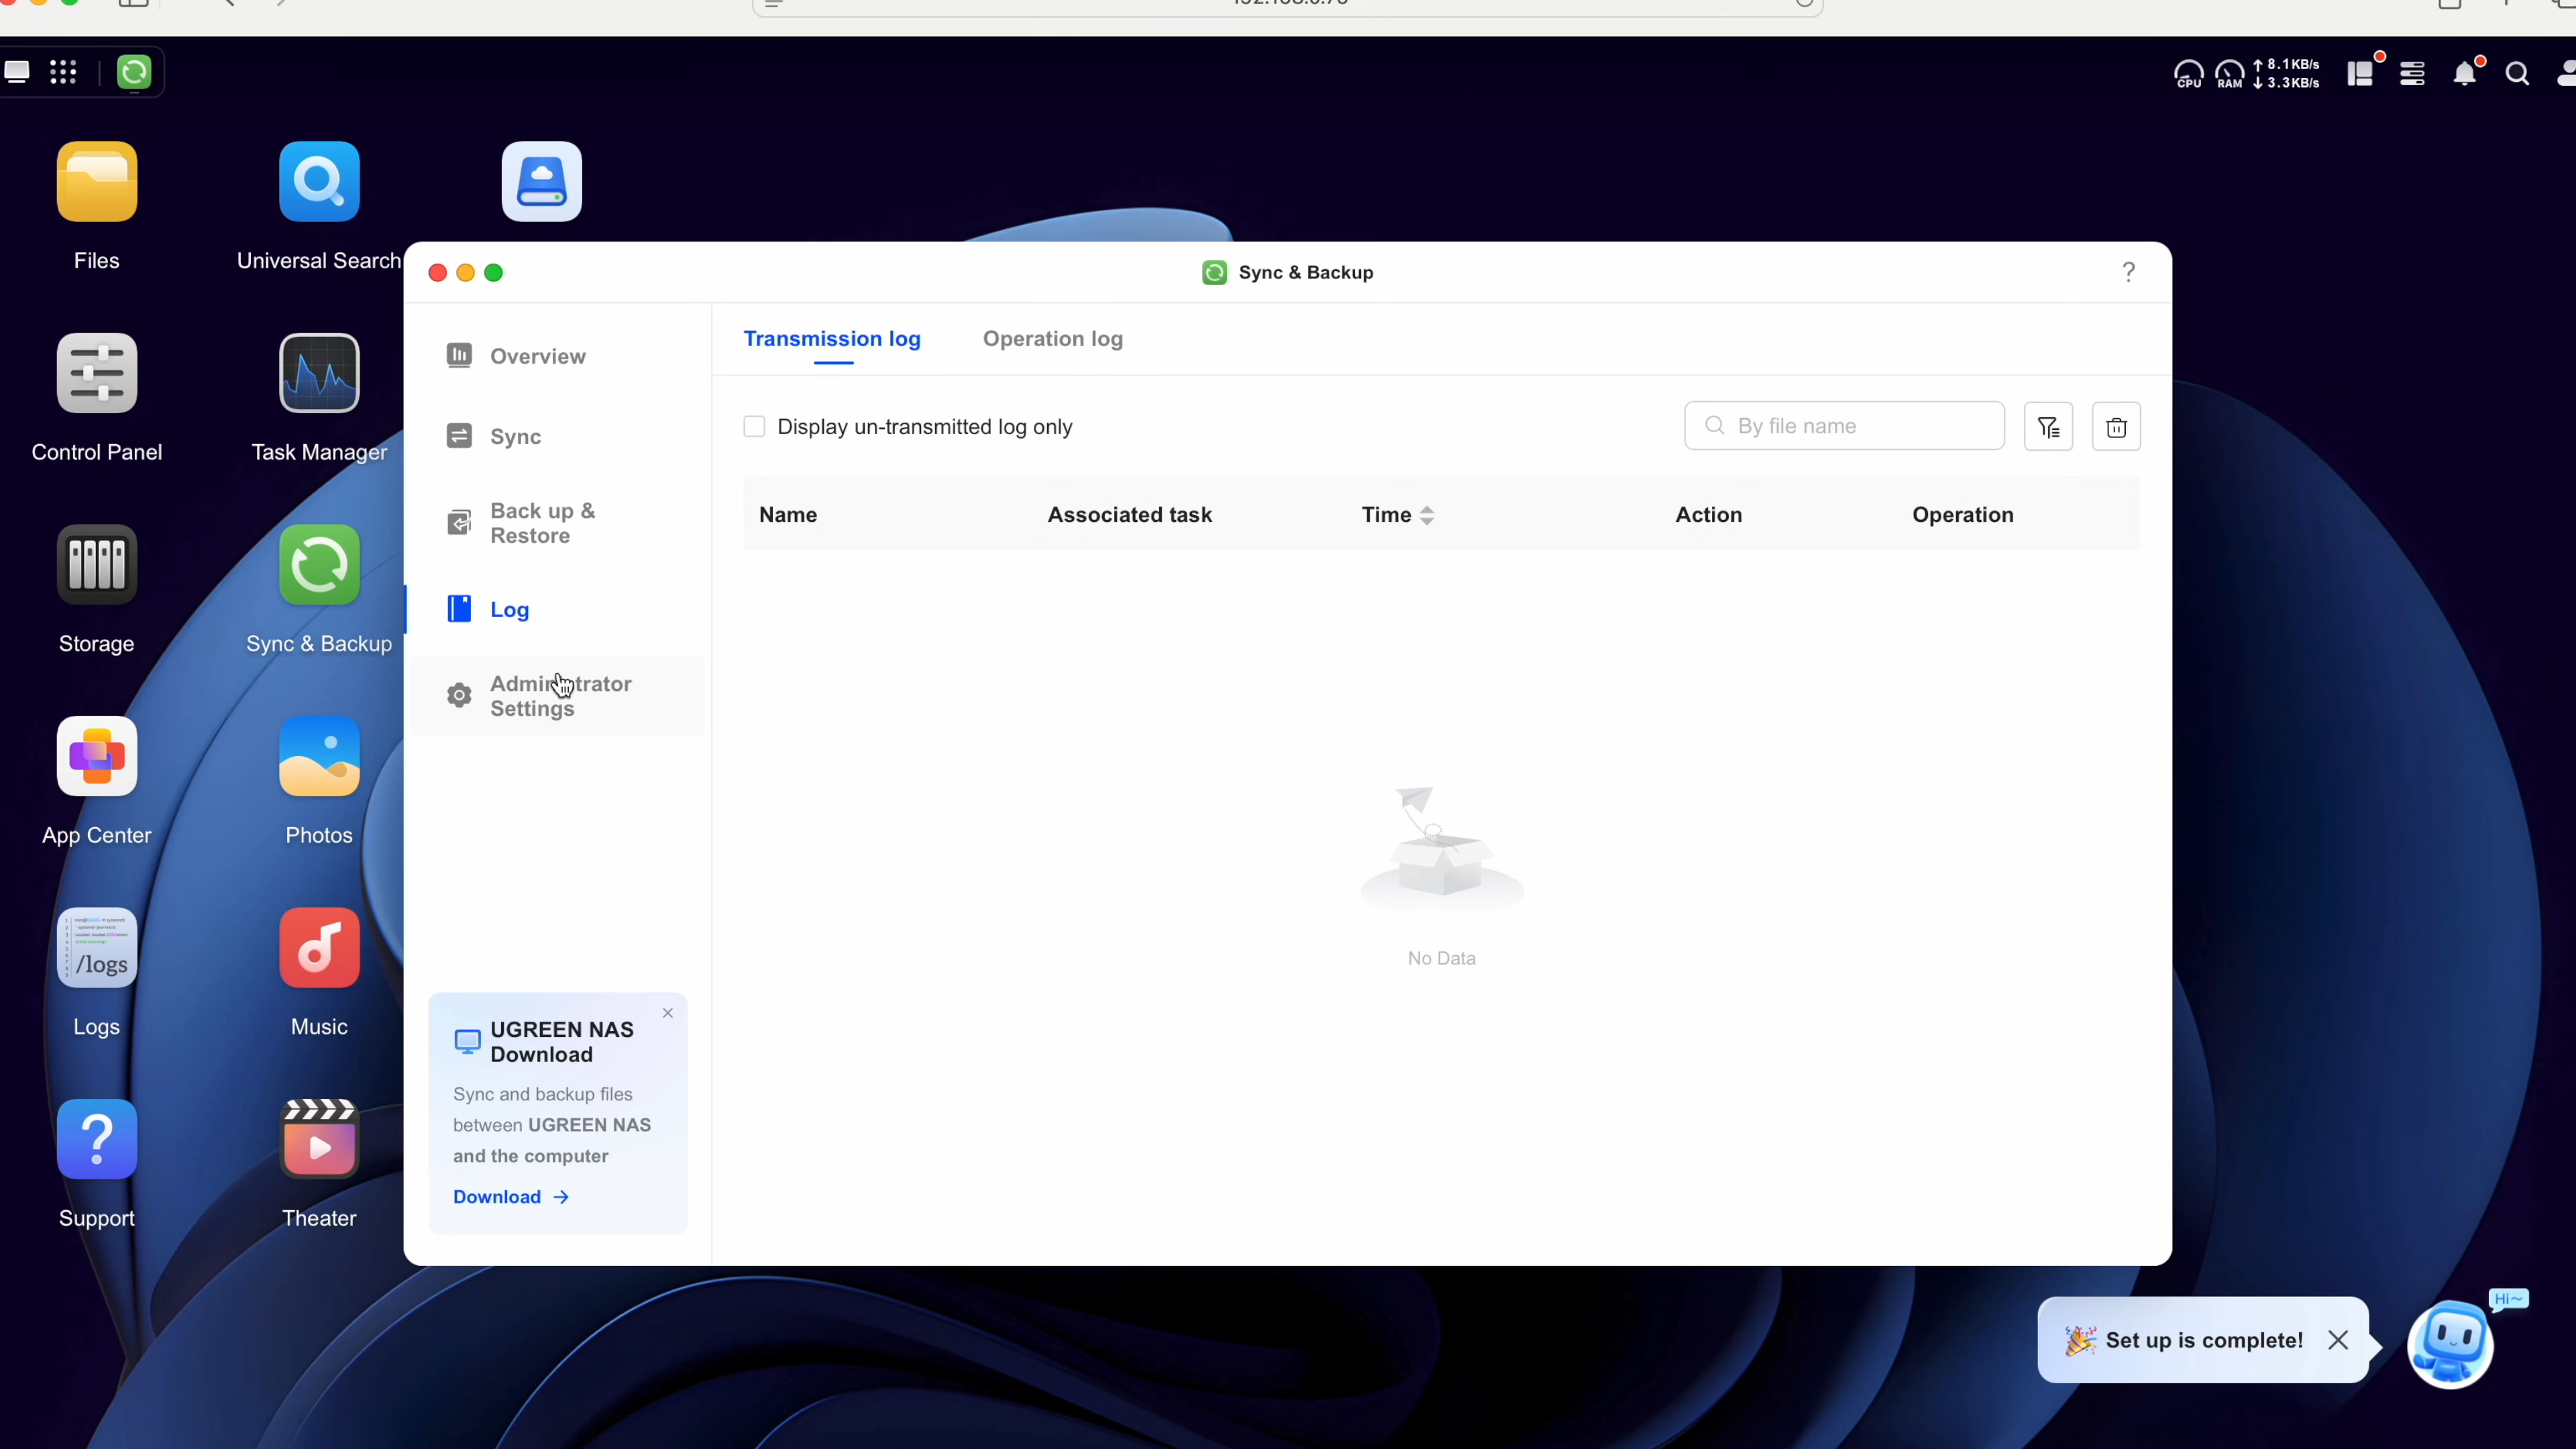 CPU
RAM
↑ 8.1KB/s
↓ 3.3KB/s
Files
Universal Search
Sync & Backup
?
Control Panel
Task Manager
Overview
Sync
Back up &
Restore
Log
Administrator
Settings
Transmission log
Operation log
Display un-transmitted log only
By file name
Name
Associated task
Time
Action
Operation
No Data
Storage
Sync & Backup
App Center
Photos
/logs
Logs
Music
Support
Theater
UGREEN NAS
Download
Sync and backup files
between UGREEN NAS
and the computer
Download →
Set up is complete!
Hi~